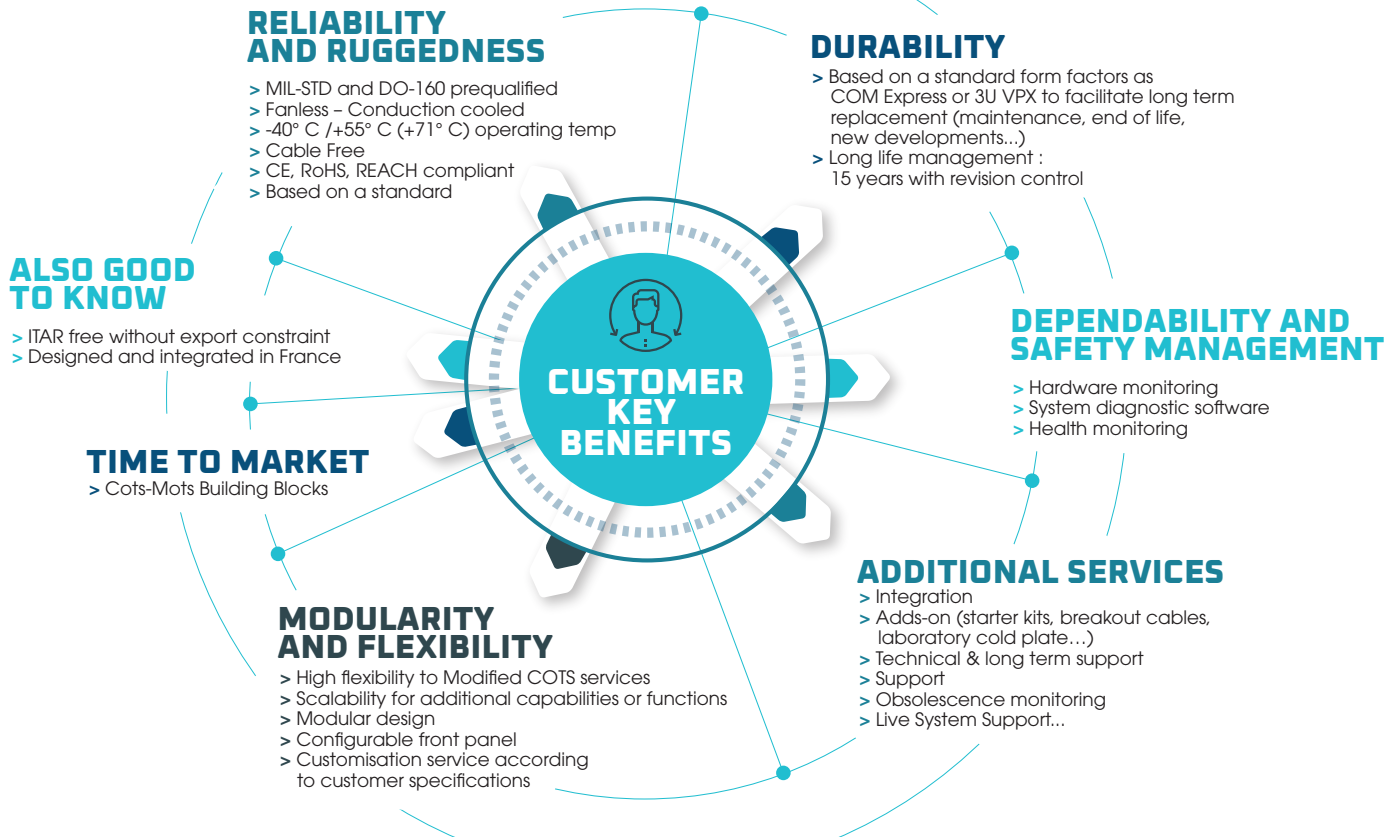 RELIABILITY
AND RUGGEDNESS
> MIL-STD and DO-160 prequalified
> Fanless – Conduction cooled
> -40° C /+55° C (+71° C) operating temp
> Cable Free
> CE, RoHS, REACH compliant
> Based on a standard
DURABILITY
> Based on a standard form factors as
COM Express or 3U VPX to facilitate long term
replacement (maintenance, end of life,
new developments...)
> Long life management :
15 years with revision control
ALSO GOOD
TO KNOW
> ITAR free without export constraint
> Designed and integrated in France
CUSTOMER
KEY
BENEFITS
DEPENDABILITY AND
SAFETY MANAGEMENT
> Hardware monitoring
> System diagnostic software
> Health monitoring
TIME TO MARKET
> Cots-Mots Building Blocks
MODULARITY
AND FLEXIBILITY
> High flexibility to Modified COTS services
> Scalability for additional capabilities or functions
> Modular design
> Configurable front panel
> Customisation service according
to customer specifications
ADDITIONAL SERVICES
> Integration
> Adds-on (starter kits, breakout cables,
laboratory cold plate...)
> Technical & long term support
> Support
> Obsolescence monitoring
> Live System Support...